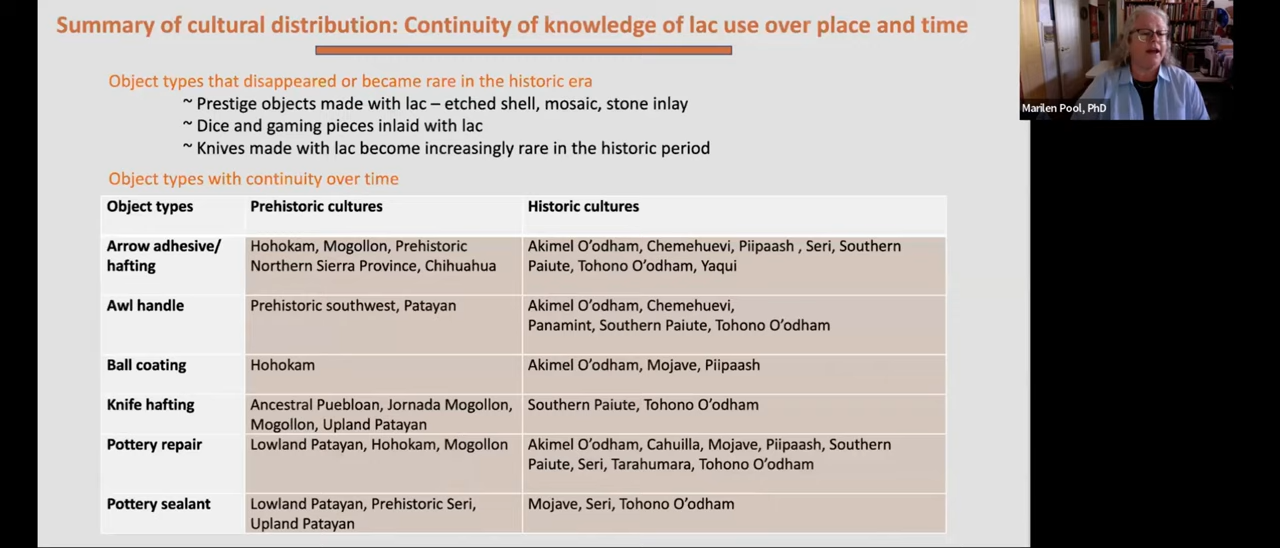 Summary of cultural distribution: Continuity of knowledge of lac use over place and time
Marilen Pool, PhD
Object types that disappeared or became rare in the historic era
~ Prestige objects made with lac – etched shell, mosaic, stone inlay
~ Dice and gaming pieces inlaid with lac
~ Knives made with lac become increasingly rare in the historic period
Object types with continuity over time
Object types Prehistoric cultures Historic cultures
Arrow adhesive/ Hohokam, Mogollon, Prehistoric Akimel O’odham, Chemehuevi, Piipaash , Seri, Southern
hafting Northern Sierra Province, Chihuahua Paiute, Tohono O’odham, Yaqui
Awl handle Prehistoric southwest, Patayan Akimel O’odham, Chemehuevi,
Panamint, Southern Paiute, Tohono O’odham
Ball coating Hohokam Akimel O’odham, Mojave, Piipaash
Knife hafting Ancestral Puebloan, Jornada Mogollon, Southern Paiute, Tohono O’odham
Mogollon, Upland Patayan
Pottery repair Lowland Patayan, Hohokam, Mogollon Akimel O’odham, Cahuilla, Mojave, Piipaash, Southern
Paiute, Seri, Tarahumara, Tohono O’odham
Pottery sealant Lowland Patayan, Prehistoric Seri, Mojave, Seri, Tohono O’odham
Upland Patayan